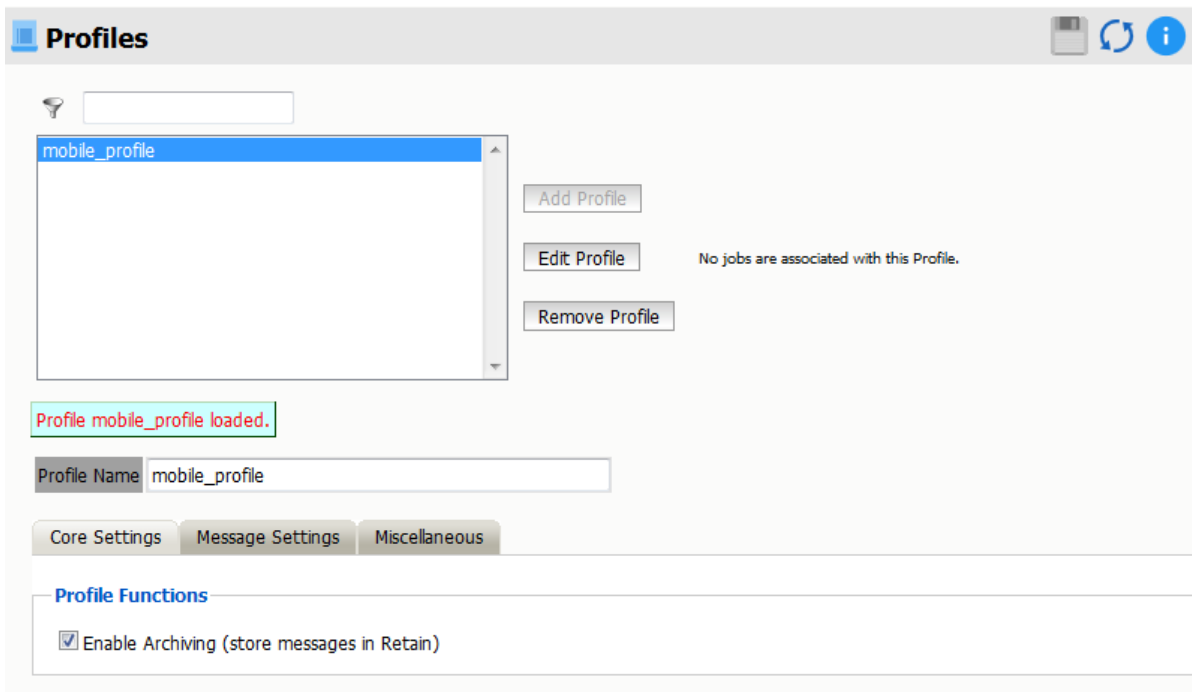 Profiles
i
mobile_profile
Add Profile
Edit Profile
No jobs are associated with this Profile.
Remove Profile
Profile mobile_profile loaded.
Profile Name mobile_profile
Core Settings Message Settings Miscellaneous
Profile Functions
Enable Archiving (store messages in Retain)